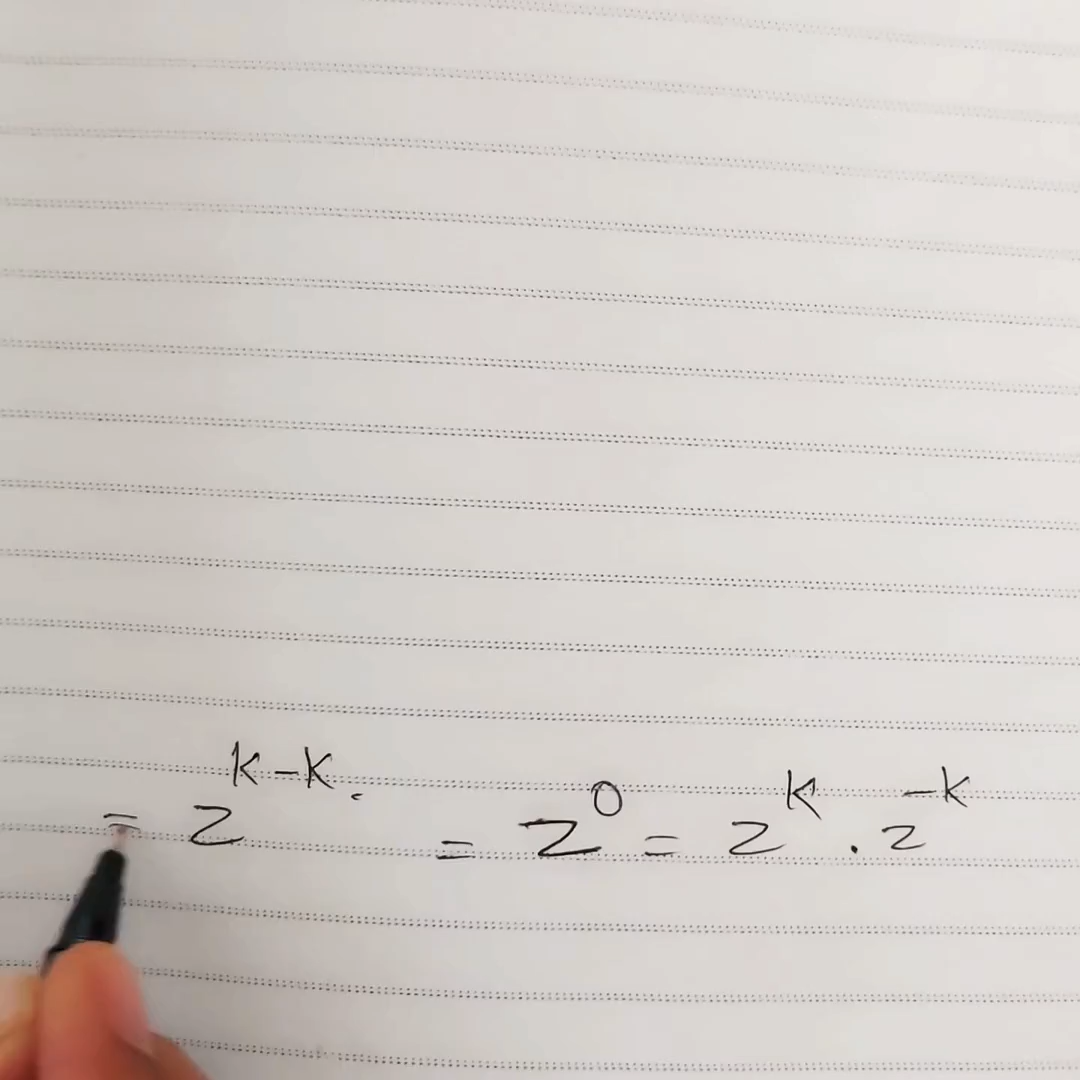 = z^{k-k}. = z^0 = z^k . z^{-k}